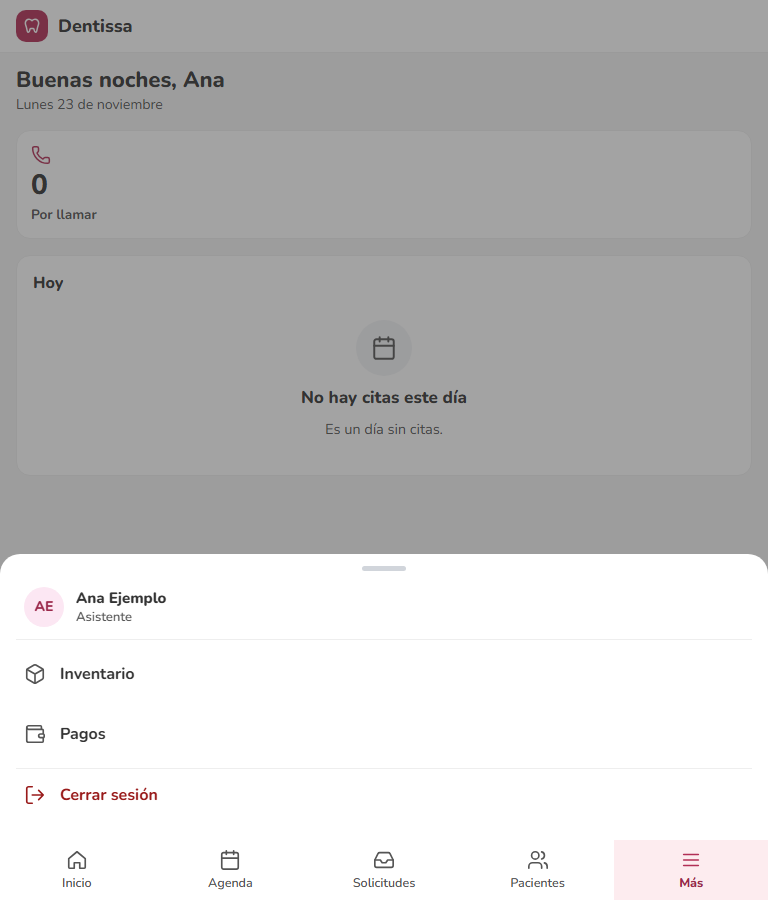 Dentissa
Buenas noches, Ana
Lunes 23 de noviembre
0
Por llamar
Hoy
No hay citas este día
Es un día sin citas.
AE
Ana Ejemplo
Asistente
Inventario
Pagos
Cerrar sesión
Inicio
Agenda
Solicitudes
Pacientes
Más